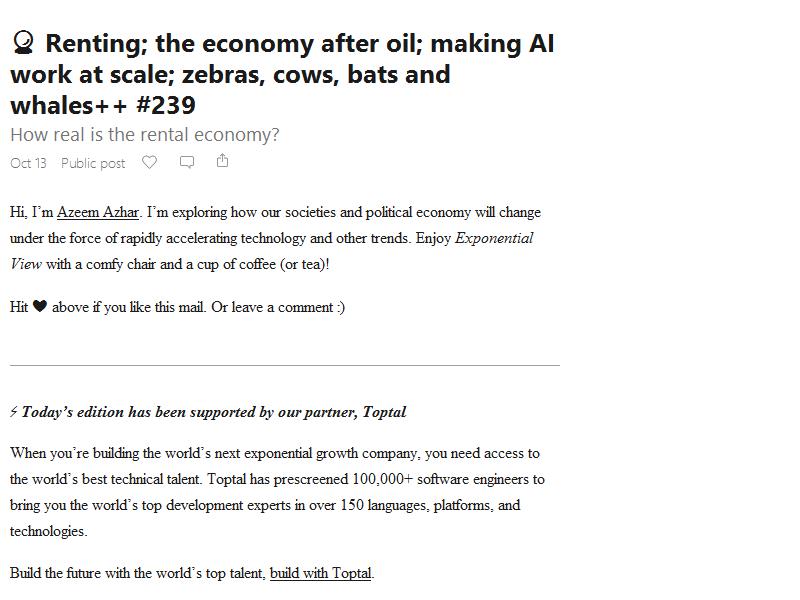 🔮 Renting; the economy after oil; making AI
work at scale; zebras, cows, bats and
whales++ #239
How real is the rental economy?
Oct 13 Public post
Hi, I’m Azeem Azhar. I’m exploring how our societies and political economy will change
under the force of rapidly accelerating technology and other trends. Enjoy Exponential
View with a comfy chair and a cup of coffee (or tea)!
Hit ♥ above if you like this mail. Or leave a comment :)
⚡ Today’s edition has been supported by our partner, Toptal
When you’re building the world’s next exponential growth company, you need access to
the world’s best technical talent. Toptal has prescreened 100,000+ software engineers to
bring you the world’s top development experts in over 150 languages, platforms, and
technologies.
Build the future with the world’s top talent, build with Toptal.